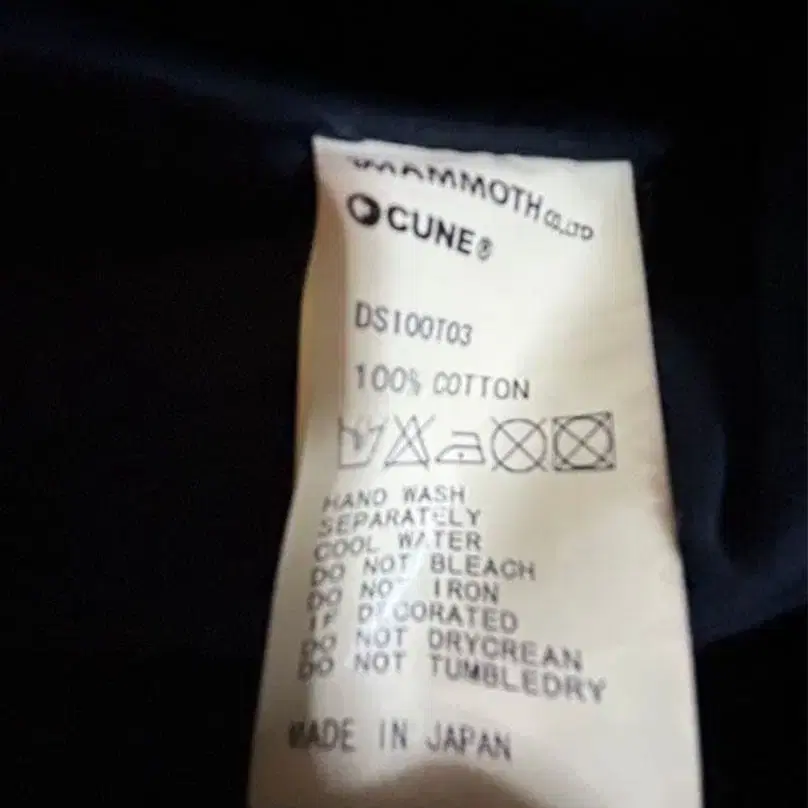 MAMMOTH CO.,LTD
CUNE®
DS100T03
100% COTTON
HAND WASH
SEPARATELY
COOL WATER
DO NOT BLEACH
DO NOT IRON
IF DECORATED
DO NOT DRYCREAN
DO NOT TUMBLEDRY
MADE IN JAPAN